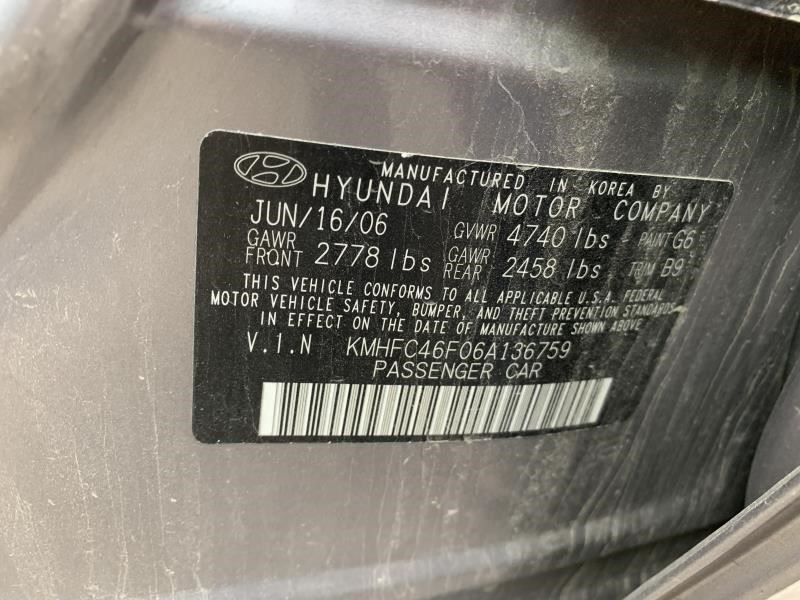 MANUFACTURED IN KOREA BY
HYUNDAI MOTOR COMPANY
JUN/16/06 GVWR 4740 lbs PAINT G6
GAWR FRONT 2778 lbs GAWR REAR 2458 lbs TRIM B9
THIS VEHICLE CONFORMS TO ALL APPLICABLE U.S.A. FEDERAL
MOTOR VEHICLE SAFETY, BUMPER, AND THEFT PREVENTION STANDARDS
IN EFFECT ON THE DATE OF MANUFACTURE SHOWN ABOVE
V.I.N KMHFC46F06A136759
PASSENGER CAR